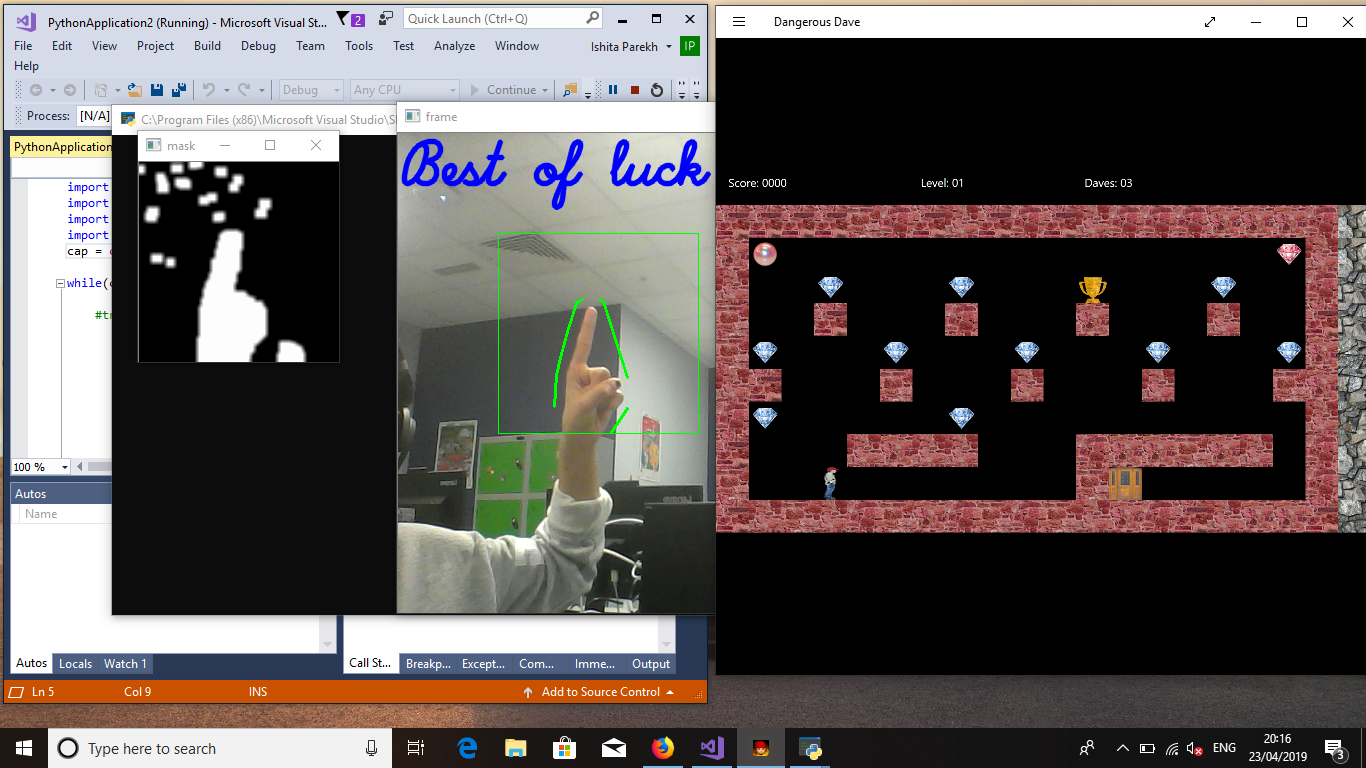 PythonApplication2 (Running) - Microsoft Visual St...
2
Quick Launch (Ctrl+Q)
File Edit View Project Build Debug Team Tools Test Analyze Window
Ishita Parekh
IP
Help
Debug
Any CPU
Continue
Process: [N/A]
C:\Program Files (x86)\Microsoft Visual Studio\S
PythonApplication
import
import
import
import
cap =
while(
100 %
Autos
Name
mask
frame
Best of luck
Autos Locals Watch 1
Call St... Breakp... Except... Com... Imme... Output
Ln 5 Col 9 INS
Add to Source Control
Dangerous Dave
Score: 0000 Level: 01 Daves: 03
Type here to search
ENG
20:16
23/04/2019
3